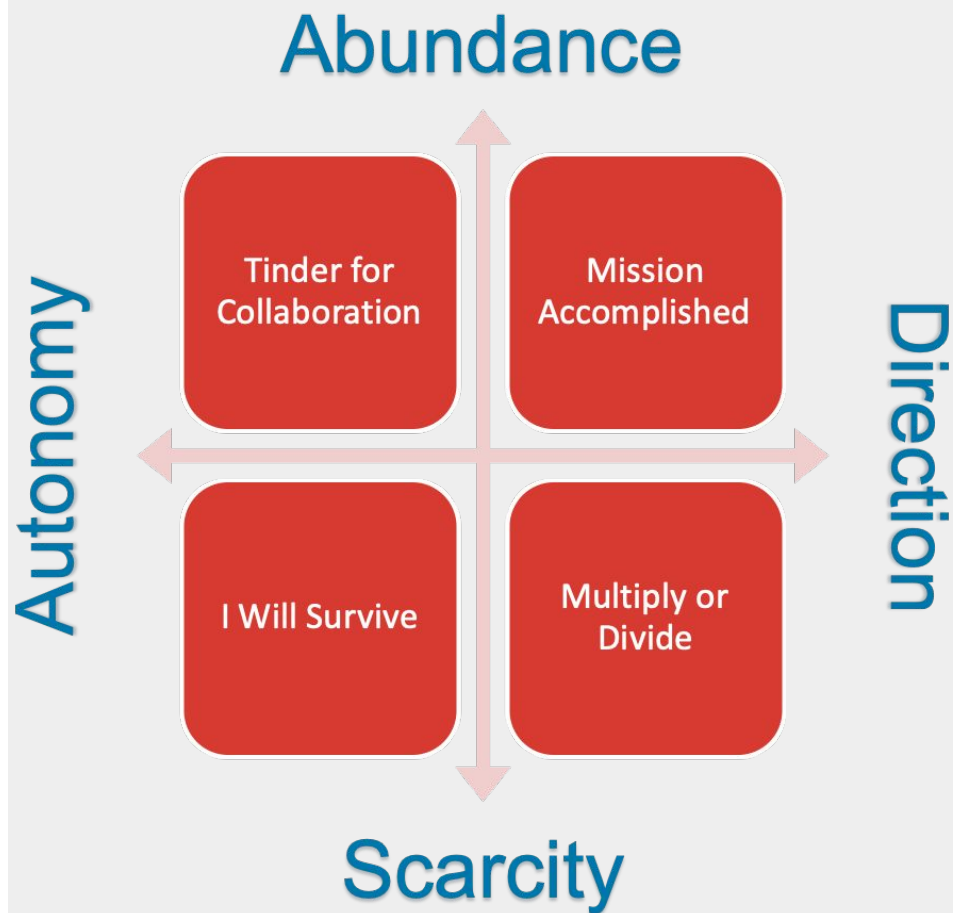 Abundance
Autonomy
Tinder for
Collaboration
Mission
Accomplished
Direction
I Will Survive
Multiply or
Divide
Scarcity